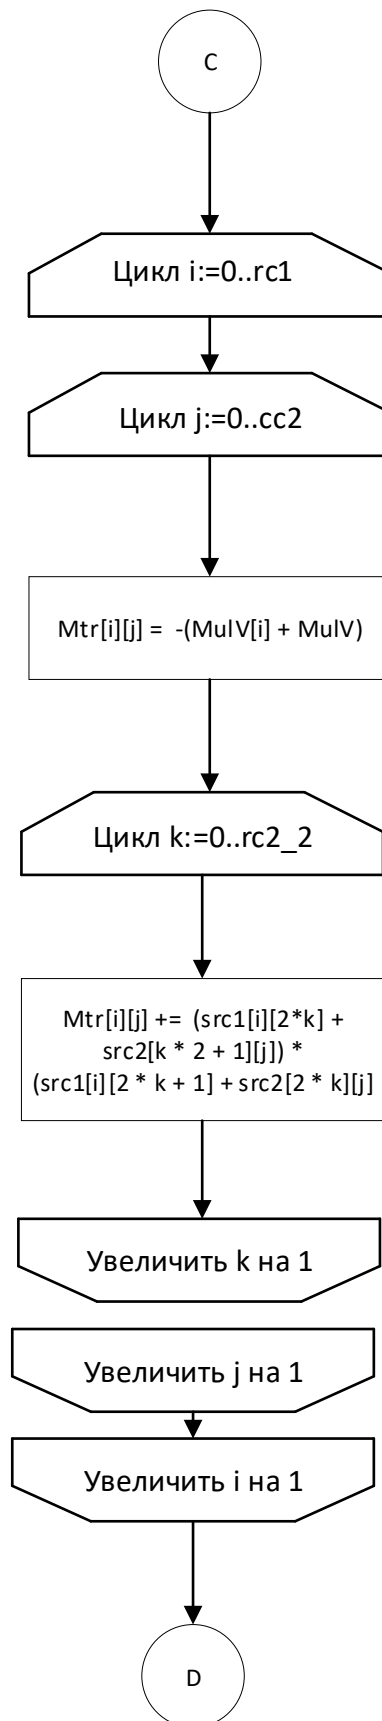 C
Цикл i:=0..rc1
Цикл j:=0..cc2
Mtr[i][j] = -(MulV[i] + MulV)
Цикл k:=0..rc2_2
Mtr[i][j] += (src1[i][2*k] +
src2[k * 2 + 1][j]) *
(src1[i][2 * k + 1] + src2[2 * k][j]
Увеличить k на 1
Увеличить j на 1
Увеличить i на 1
D